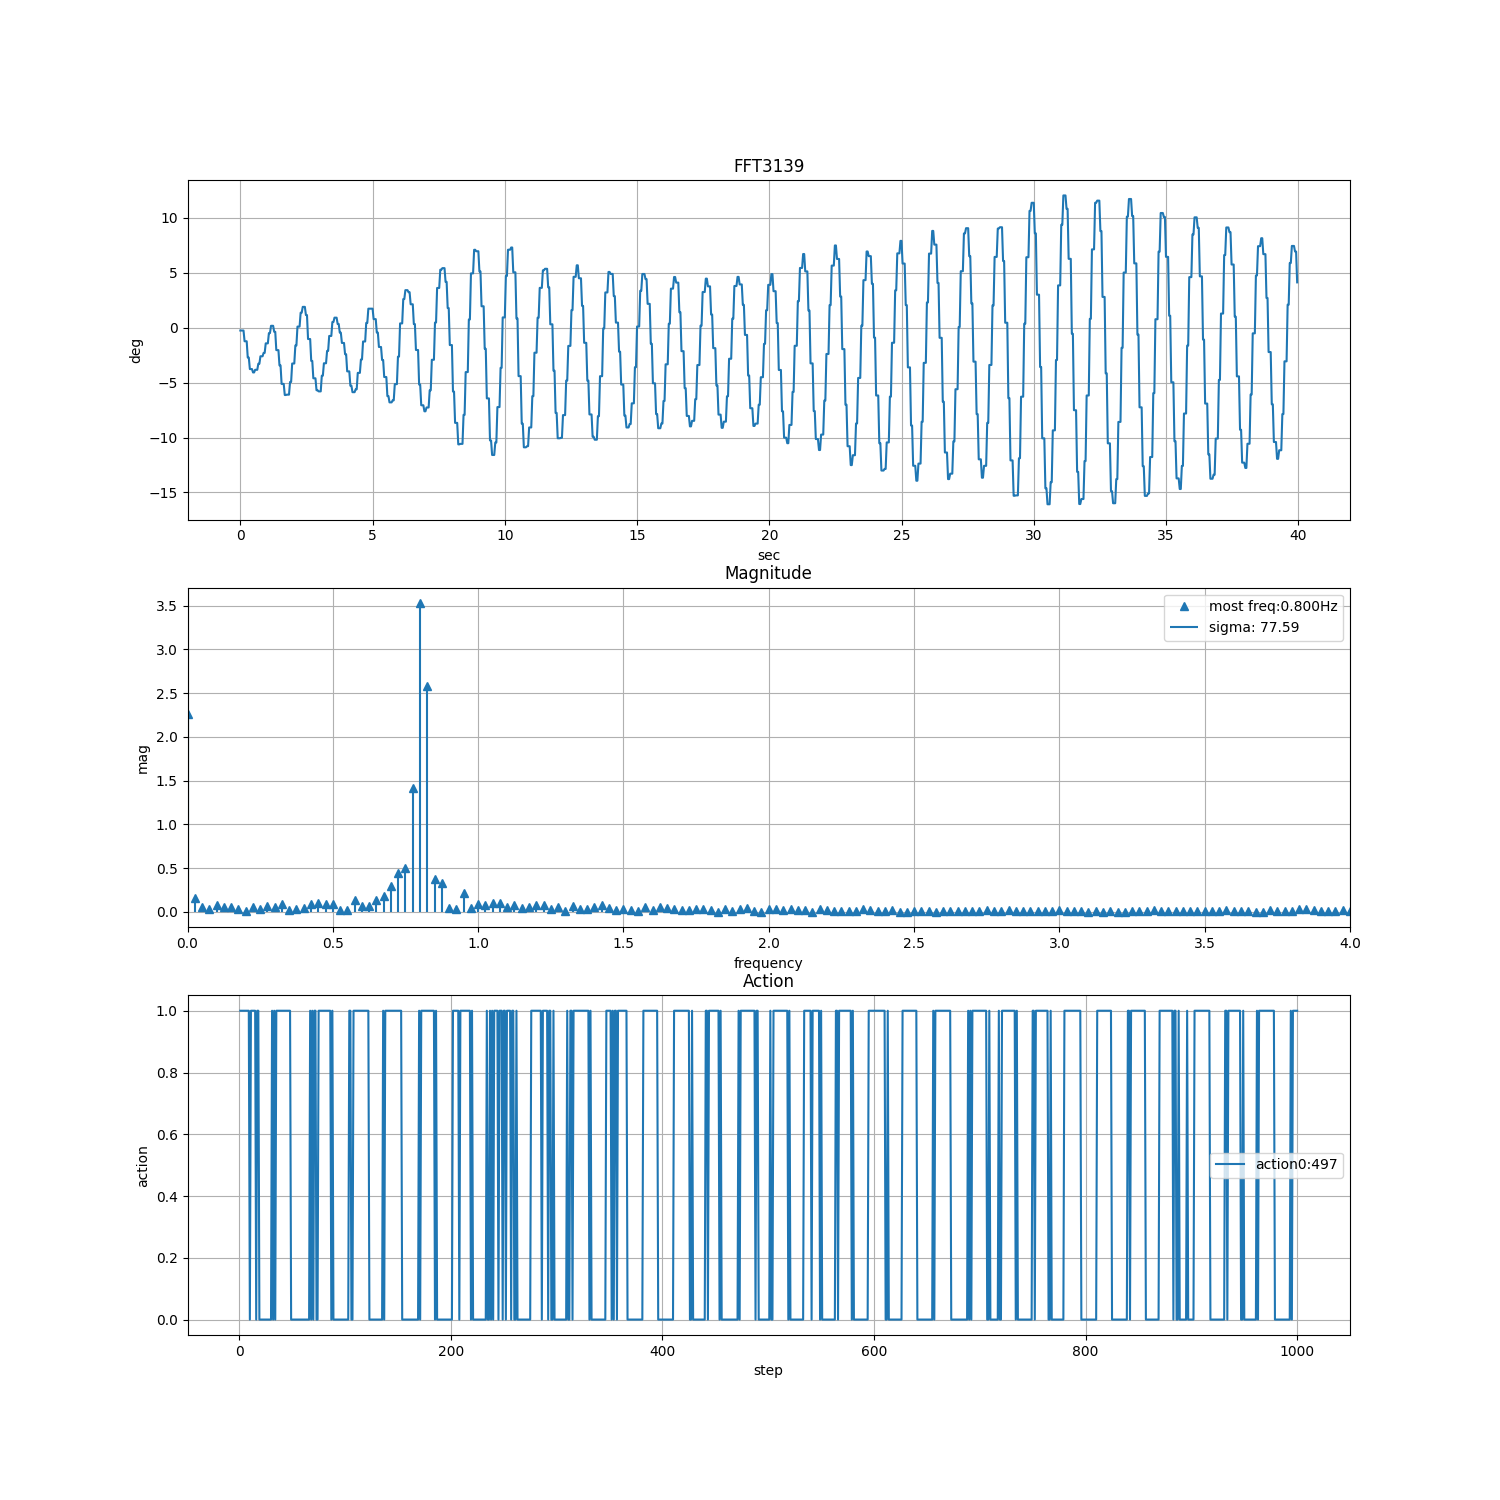 FFT3139
10
5
0
−5
−10
−15
deg
0 5 10 15 20 25 30 35 40
sec
Magnitude
most freq:0.800Hz
sigma: 77.59
3.5
3.0
2.5
2.0
1.5
1.0
0.5
0.0
mag
0.0 0.5 1.0 1.5 2.0 2.5 3.0 3.5 4.0
frequency
Action
1.0
0.8
0.6
0.4
0.2
0.0
action
action0:497
0 200 400 600 800 1000
step